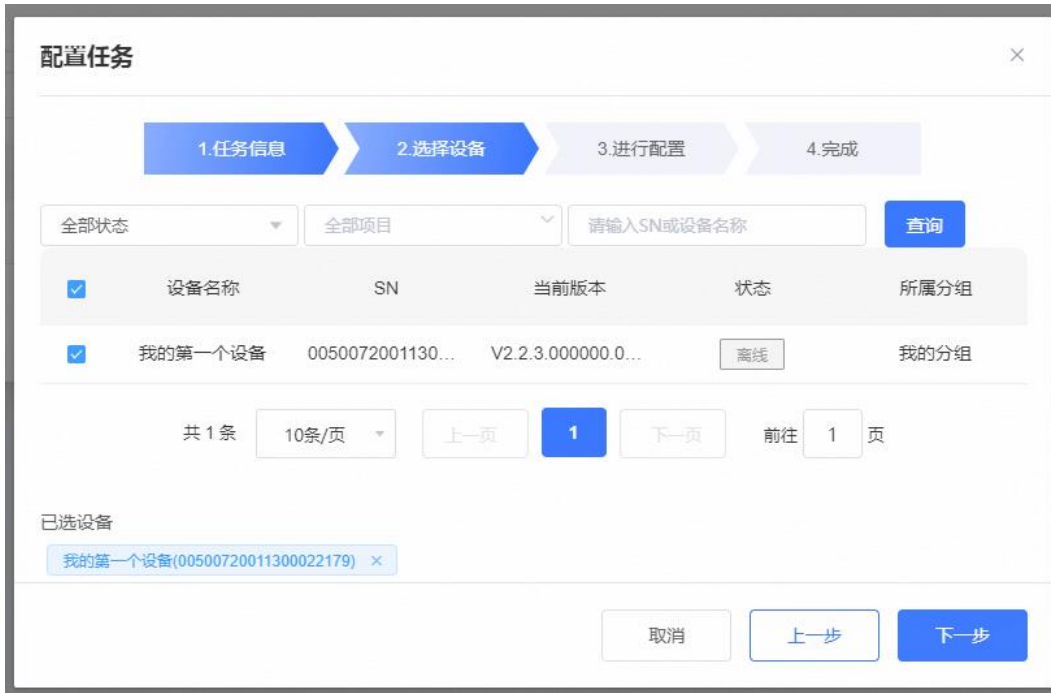 配置任务
1.任务信息 2.选择设备 3.进行配置 4.完成
全部状态 全部项目 请输入SN或设备名称 查询
设备名称 SN 当前版本 状态 所属分组
我的第一个设备 0050072001130... V2.2.3.000000.0... 离线 我的分组
共 1 条 10条/页 上一页 1 下一页 前往 1 页
已选设备
我的第一个设备(00500720011300022179) ×
取消 上一步 下一步